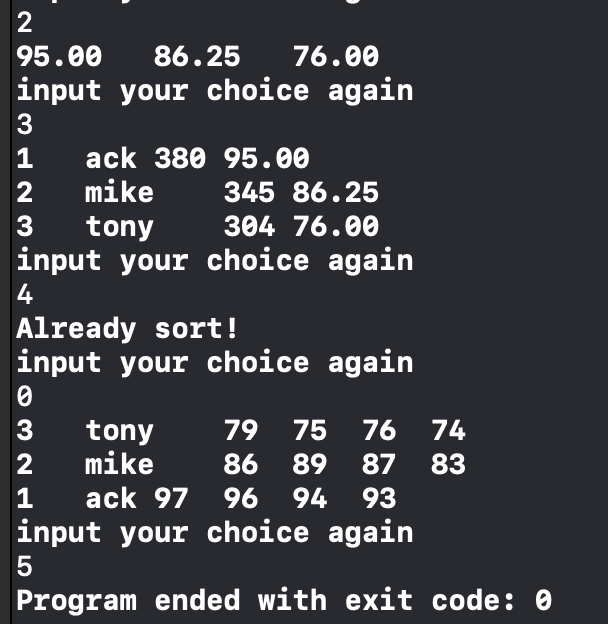 2
95.00   86.25   76.00
input your choice again
3
1   ack 380 95.00
2   mike    345 86.25
3   tony    304 76.00
input your choice again
4
Already sort!
input your choice again
0
3   tony    79  75  76  74
2   mike    86  89  87  83
1   ack 97  96  94  93
input your choice again
5
Program ended with exit code: 0